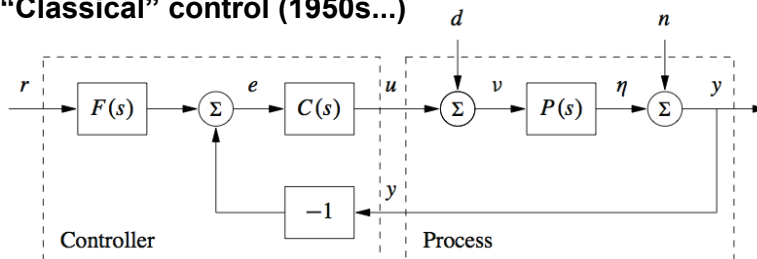 “Classical” control (1950s...)
d
n
r
F(s)
Σ
e
C(s)
u
Σ
ν
P(s)
η
Σ
y
−1
y
Controller
Process